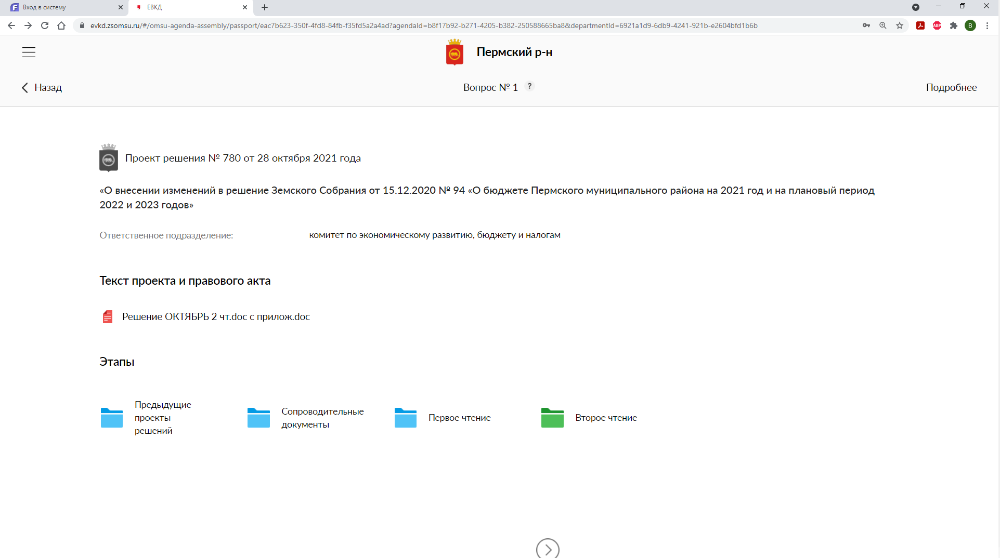 Вход в систему
ЕВКД
evkd.zsomsu.ru/#/omsu-agenda-assembly/passport/eac7b623-350f-4fd8-84fb-f35fd5a2a4ad?agendaId=b8f17b92-b271-4205-b382-250588665ba8&departmentId=6921a1d9-6db9-4241-921b-e2604bfd1b6b
ABP
B
Пермский р-н
Назад
Вопрос № 1 ?
Подробнее
Проект решения № 780 от 28 октября 2021 года
«О внесении изменений в решение Земского Собрания от 15.12.2020 № 94 «О бюджете Пермского муниципального района на 2021 год и на плановый период
2022 и 2023 годов»
Ответственное подразделение:
комитет по экономическому развитию, бюджету и налогам
Текст проекта и правового акта
Решение ОКТЯБРЬ 2 чт.doc с прилож.doc
Этапы
Предыдущие
проекты
решений
Сопроводительные
документы
Первое чтение
Второе чтение